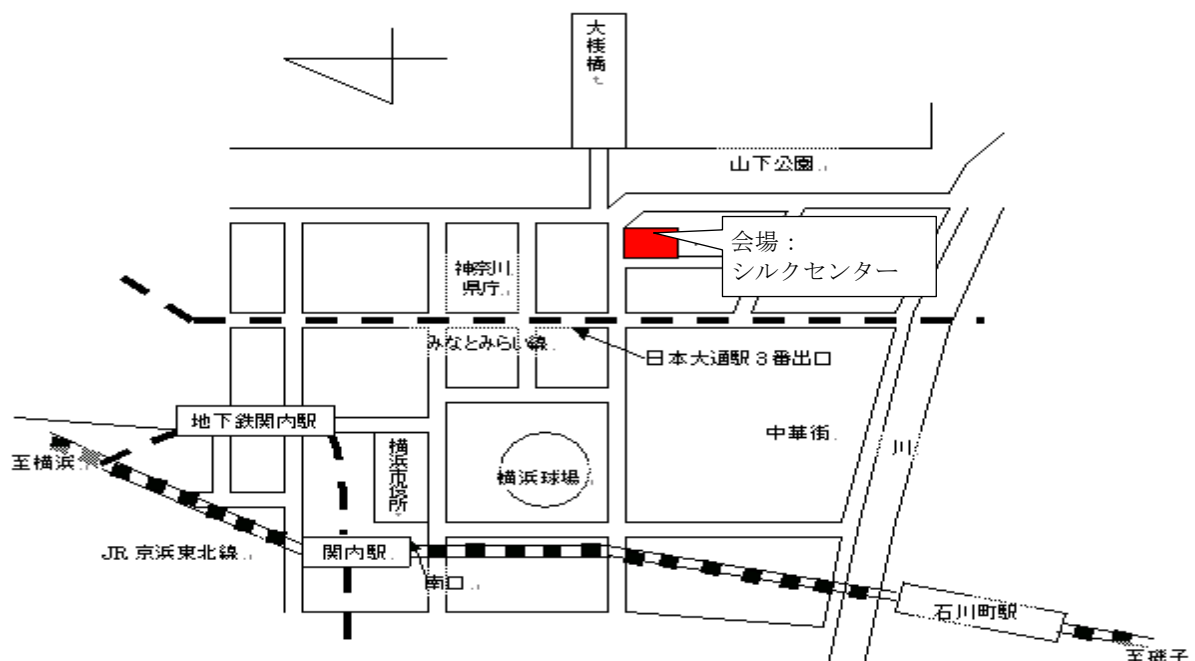 大桟橋
山下公園
会場：
シルクセンター
神奈川
県庁
みなとみらい線
日本大通駅３番出口
地下鉄関内駅
中華街
川
至横浜
横浜市役所
横浜球場
JR 京浜東北線
関内駅
南口
石川町駅
至磯子